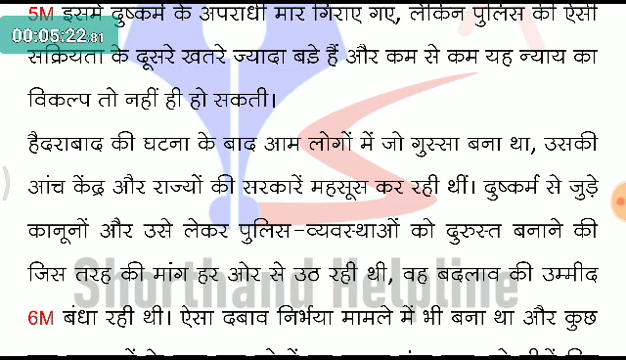 5M इसमें दुष्कर्म के अपराधी मार गिराए गए, लेकिन पुलिस की ऐसी
00:05:22.81
सक्रियता के दूसरे खतरे ज्यादा बड़े हैं और कम से कम यह न्याय का
विकल्प तो नहीं ही हो सकती।
हैदराबाद की घटना के बाद आम लोगों में जो गुस्सा बना था, उसकी
आंच केंद्र और राज्यों की सरकारें महसूस कर रही थीं। दुष्कर्म से जुड़े
कानूनों और उसे लेकर पुलिस-व्यवस्थाओं को दुरुस्त बनाने की
जिस तरह की मांग हर ओर से उठ रही थी, वह बदलाव की उम्मीद
Shorthand Helpline
6M बंधा रही थी। ऐसा दबाव निर्भया मामले में भी बना था और कुछ